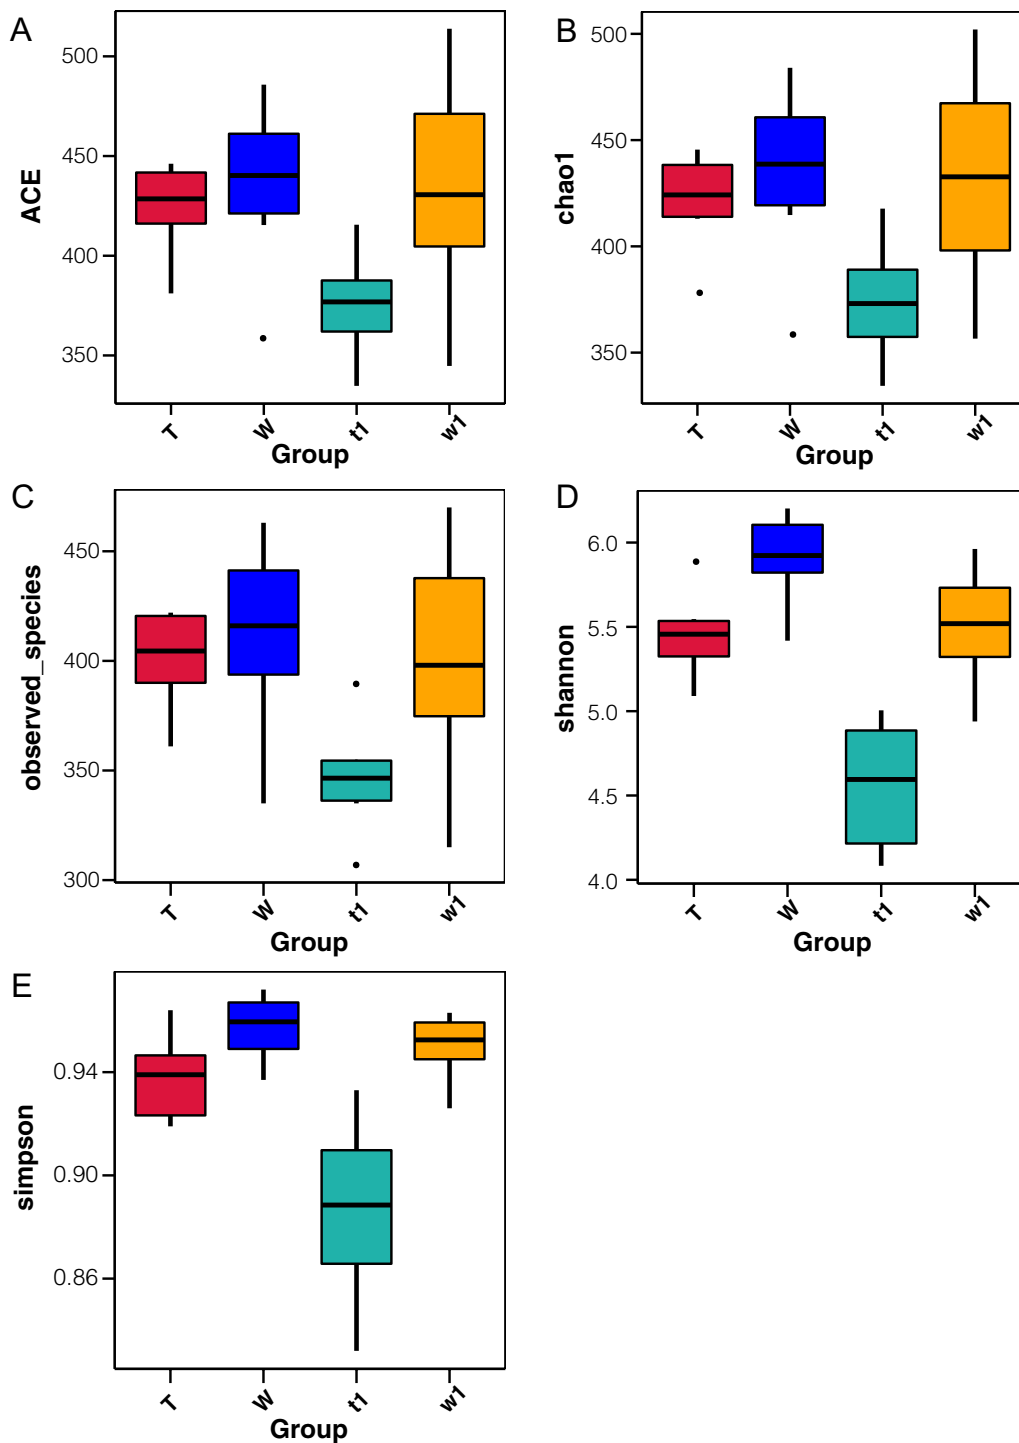 A
ACE
500
450
400
350
T
W
t1
w1
Group
B
chao1
500
450
400
350
T
W
t1
w1
Group
C
observed_species
450
400
350
300
T
W
t1
w1
Group
D
shannon
6.0
5.5
5.0
4.5
4.0
T
W
t1
w1
Group
E
simpson
0.94
0.90
0.86
T
W
t1
w1
Group